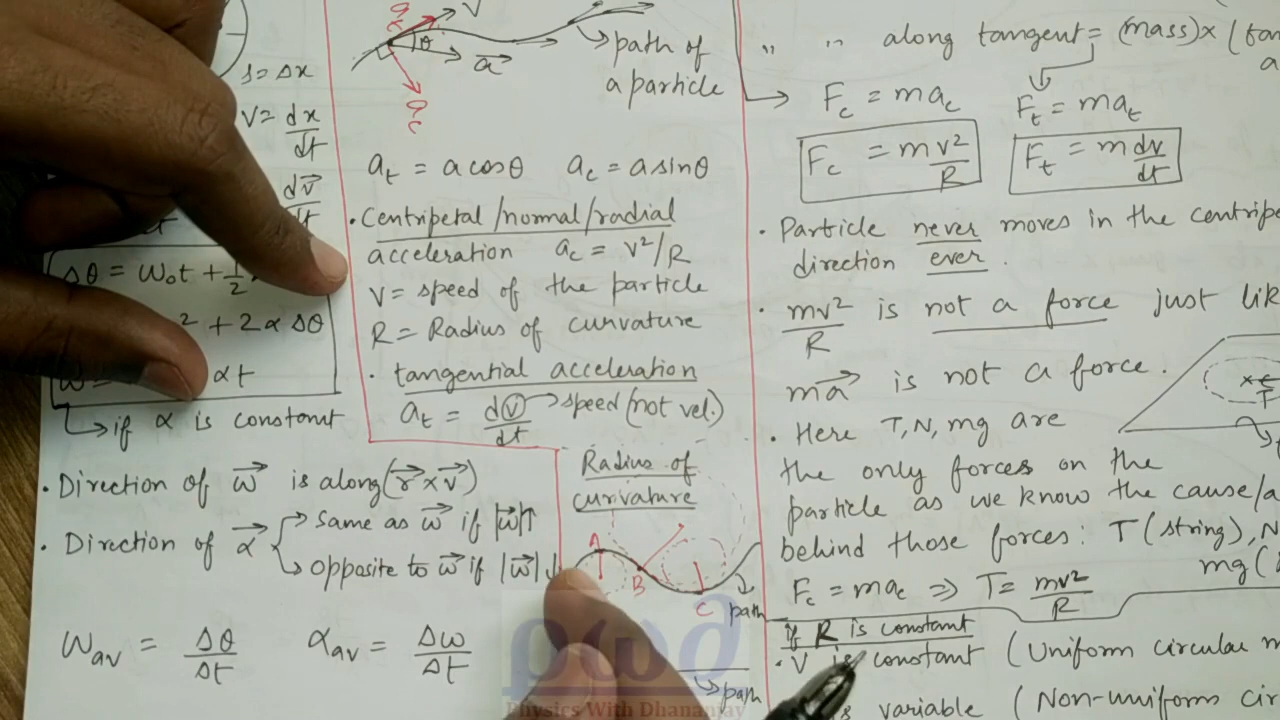 s = Δx
v = dx/dt
dv⃗/dt
Δθ = ω₀t + 1/2
² + 2αΔθ
αt
↳ if α is constant
• Direction of ω⃗ is along (r⃗ × v⃗)
• Direction of α⃗ → same as ω⃗ if |ω⃗|↑
↳ opposite to ω⃗ if |ω⃗|↓
ω_av = Δθ/Δt α_av = Δω/Δt
v⃗
θ
a⃗
a_c
path of
a particle
a_t = a cosθ a_c = a sinθ
• Centripetal/normal/radial
acceleration a_c = v²/R
v = speed of the particle
R = Radius of curvature
• tangential acceleration
a_t = dv/dt → speed (not vel.)
Radius of
curvature
A
B
C
path
path
" " along tangent = (mass) × (
F_c = ma_c F_t = ma_t
F_c = m v²/R F_t = m dv/dt
• Particle never moves in the
direction ever.
• mv²/R is not a force just
ma⃗ is not a force.
• Here T, N, mg are
the only forces on the
particle as we know the cause/
behind those forces: T (string), N
mg (
F_c = ma_c ⇒ T = mv²/R
if R is constant
• v is constant (Uniform circular
variable (Non-uniform
pwd
Physics With Dhananjay